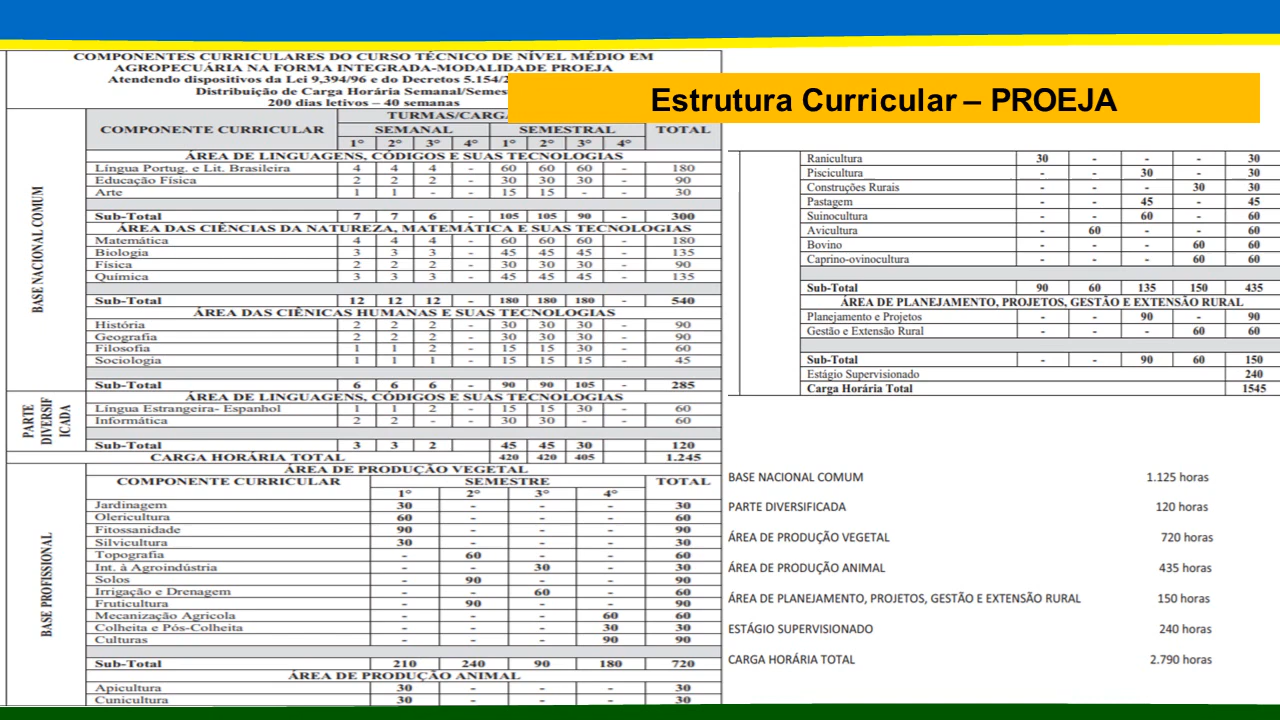 Estrutura Curricular – PROEJA
COMPONENTES CURRICULARES DO CURSO TÉCNICO DE NÍVEL MÉDIO EM
AGROPECUÁRIA NA FORMA INTEGRADA-MODALIDADE PROEJA
Atendendo dispositivos da Lei 9,394/96 e do Decretos 5.154/2
Distribuição de Carga Horária Semanal/Semes
200 dias letivos – 40 semanas
BASE NACIONAL COMUM
COMPONENTE CURRICULAR TURMAS/CARGA TOTAL
SEMANAL SEMESTRAL
1° 2° 3° 4° 1° 2° 3° 4°
ÁREA DE LINGUAGENS, CÓDIGOS E SUAS TECNOLOGIAS
Língua Portug. e Lit. Brasileira 4 4 4 - 60 60 60 - 180
Educação Física 2 2 2 - 30 30 30 - 90
Arte 1 1 - - 15 15 - - 30
Sub-Total 7 7 6 - 105 105 90 - 300
ÁREA DAS CIÊNCIAS DA NATUREZA, MATEMÁTICA E SUAS TECNOLOGIAS
Matemática 4 4 4 - 60 60 60 - 180
Biologia 3 3 3 - 45 45 45 - 135
Física 2 2 2 - 30 30 30 - 90
Química 3 3 3 - 45 45 45 - 135
Sub-Total 12 12 12 - 180 180 180 - 540
ÁREA DAS CIÊNICAS HUMANAS E SUAS TECNOLOGIAS
História 2 2 2 - 30 30 30 - 90
Geografia 2 2 2 - 30 30 30 - 90
Filosofia 1 1 2 - 15 15 30 - 60
Sociologia 1 1 1 - 15 15 15 - 45
Sub-Total 6 6 6 - 90 90 105 - 285
PARTE
DIVERSIF
ICADA
ÁREA DE LINGUAGENS, CÓDIGOS E SUAS TECNOLOGIAS
Língua Estrangeira- Espanhol 1 1 2 - 15 15 30 - 60
Informática 2 2 - - 30 30 - - 60
Sub-Total 3 3 2 45 45 30 120
CARGA HORÁRIA TOTAL 420 420 405 1.245
BASE PROFISSIONAL
ÁREA DE PRODUÇÃO VEGETAL
COMPONENTE CURRICULAR SEMESTRE TOTAL
1° 2° 3° 4°
Jardinagem 30 - - - 30
Olericultura 60 - - - 60
Fitossanidade 90 - - - 90
Silvicultura 30 - - - 30
Topografia - 60 - - 60
Int. à Agroindústria - - 30 - 30
Solos - 90 - - 90
Irrigação e Drenagem - - 60 - 60
Fruticultura - 90 - - 90
Mecanização Agricola - - - 60 60
Colheita e Pós-Colheita - - - 30 30
Culturas - - - 90 90
Sub-Total 210 240 90 180 720
ÁREA DE PRODUÇÃO ANIMAL
Apicultura 30 - - - 30
Cunicultura 30 - - - 30
Ranicultura 30 - - - 30
Piscicultura - - 30 - 30
Construções Rurais - - - 30 30
Pastagem - - 45 - 45
Suinocultura - - 60 - 60
Avicultura - 60 - - 60
Bovino - - - 60 60
Caprino-ovinocultura - - - 60 60
Sub-Total 90 60 135 150 435
ÁREA DE PLANEJAMENTO, PROJETOS, GESTÃO E EXTENSÃO RURAL
Planejamento e Projetos - - 90 - 90
Gestão e Extensão Rural - - - 60 60
Sub-Total - - 90 60 150
Estágio Supervisionado 240
Carga Horária Total 1545
BASE NACIONAL COMUM 1.125 horas
PARTE DIVERSIFICADA 120 horas
ÁREA DE PRODUÇÃO VEGETAL 720 horas
ÁREA DE PRODUÇÃO ANIMAL 435 horas
ÁREA DE PLANEJAMENTO, PROJETOS, GESTÃO E EXTENSÃO RURAL 150 horas
ESTÁGIO SUPERVISIONADO 240 horas
CARGA HORÁRIA TOTAL 2.790 horas